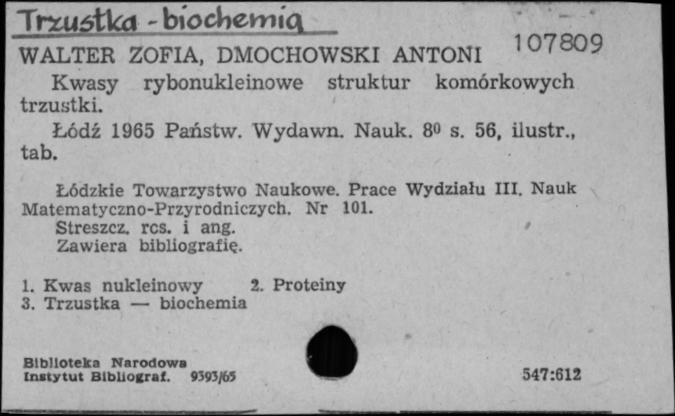 Trzustka - biochemia
WALTER ZOFIA, DMOCHOWSKI ANTONI 107809
Kwasy rybonukleinowe struktur komórkowych
trzustki.
Łódź 1965 Państw. Wydawn. Nauk. 8⁰ s. 56, ilustr.,
tab.
Łódzkie Towarzystwo Naukowe. Prace Wydziału III. Nauk
Matematyczno-Przyrodniczych. Nr 101.
Streszcz. ros. i ang.
Zawiera bibliografię.
1. Kwas nukleinowy 2. Proteiny
3. Trzustka — biochemia
Biblioteka Narodowa
Instytut Bibliograf. 9393/65 547:612